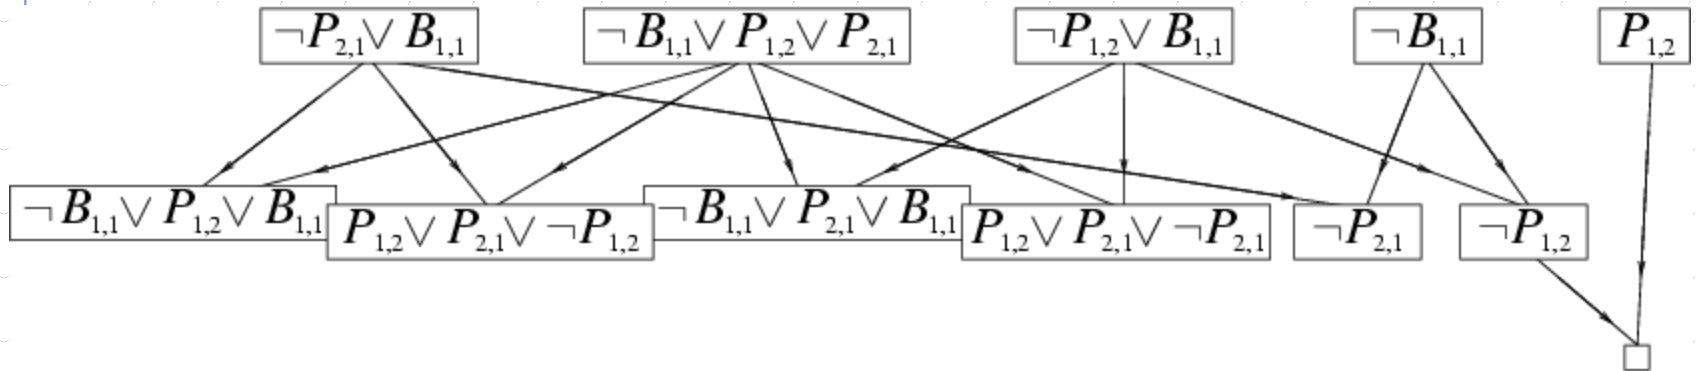 ¬P2,1 ∨ B1,1 ¬B1,1 ∨ P1,2 ∨ P2,1 ¬P1,2 ∨ B1,1 ¬B1,1 P1,2
¬B1,1 ∨ P1,2 ∨ B1,1 P1,2 ∨ P2,1 ∨ ¬P1,2 ¬B1,1 ∨ P2,1 ∨ B1,1 P1,2 ∨ P2,1 ∨ ¬P2,1 ¬P2,1 ¬P1,2